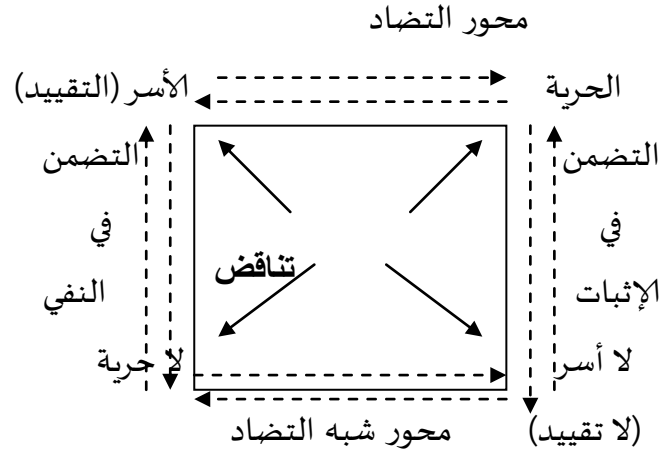 محور التضاد
الحرية
الأسر (التقييد)
التضمن
في
الإثبات
التضمن
في
النفي
تناقض
لا أسر
(لا تقييد)
لا حرية
محور شبه التضاد